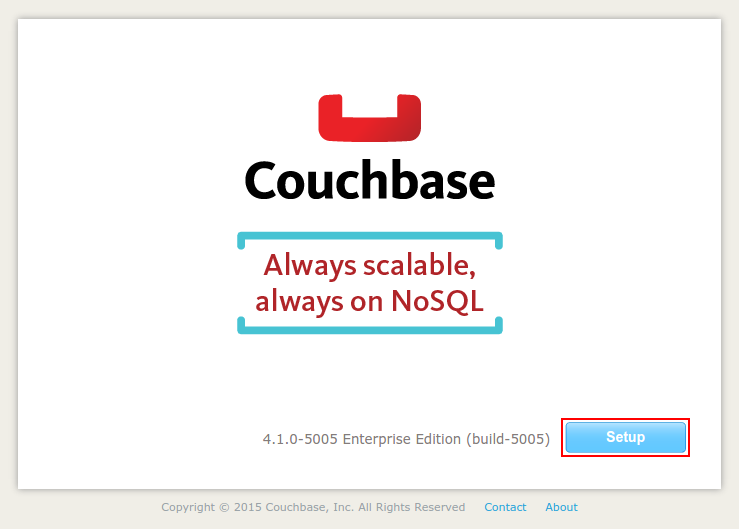 Couchbase
Always scalable,
always on NoSQL
4.1.0-5005 Enterprise Edition (build-5005)
Setup
Copyright © 2015 Couchbase, Inc. All Rights Reserved Contact About